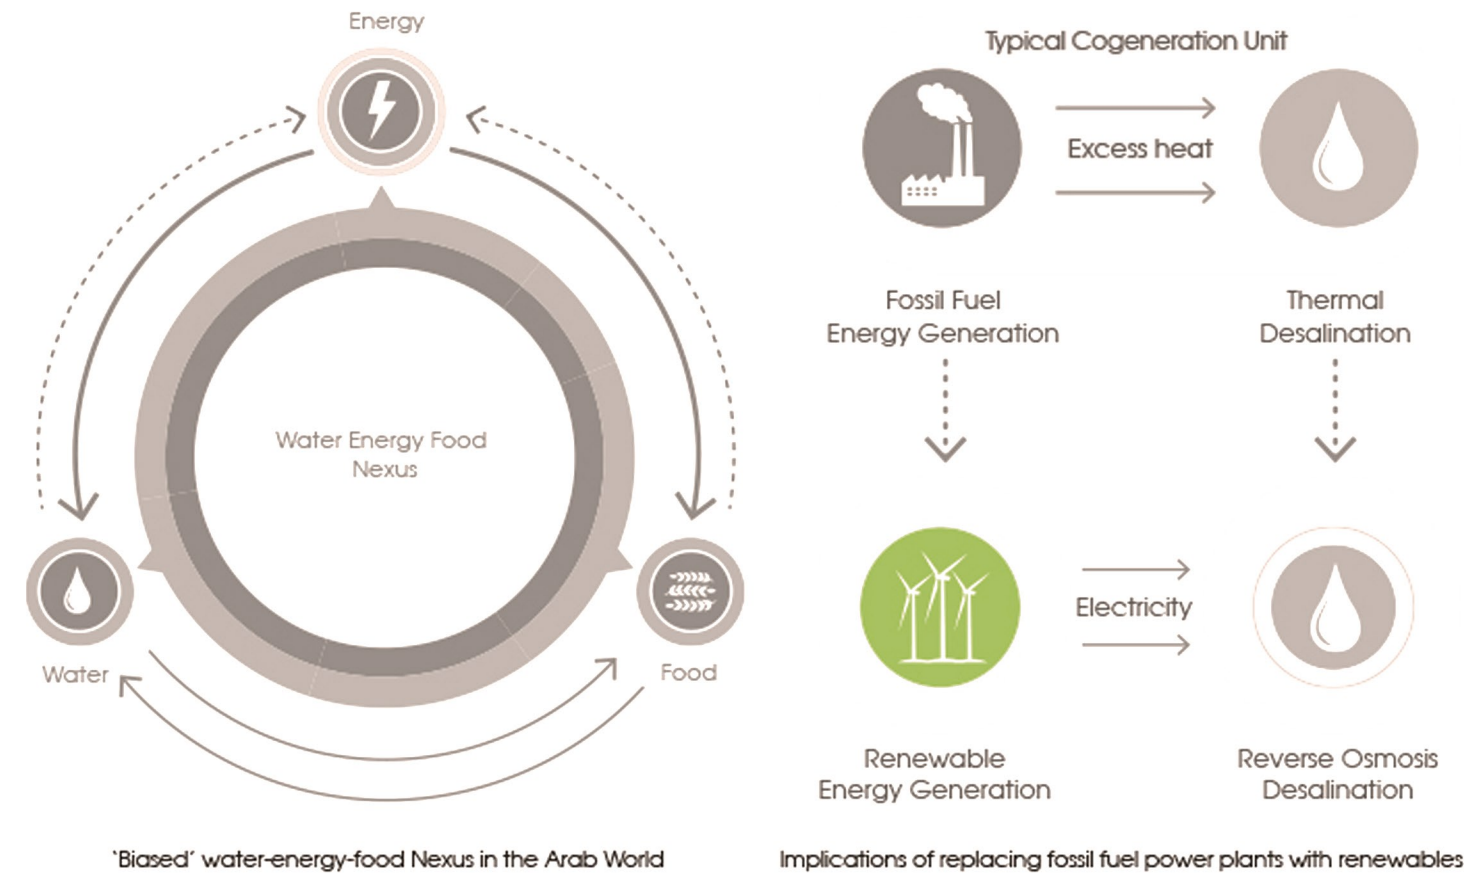 Energy
Water Energy Food
Nexus
Water
Food
‘Biased’ water-energy-food Nexus in the Arab World
Typical Cogeneration Unit
Excess heat
Fossil Fuel
Energy Generation
Thermal
Desalination
Electricity
Renewable
Energy Generation
Reverse Osmosis
Desalination
Implications of replacing fossil fuel power plants with renewables